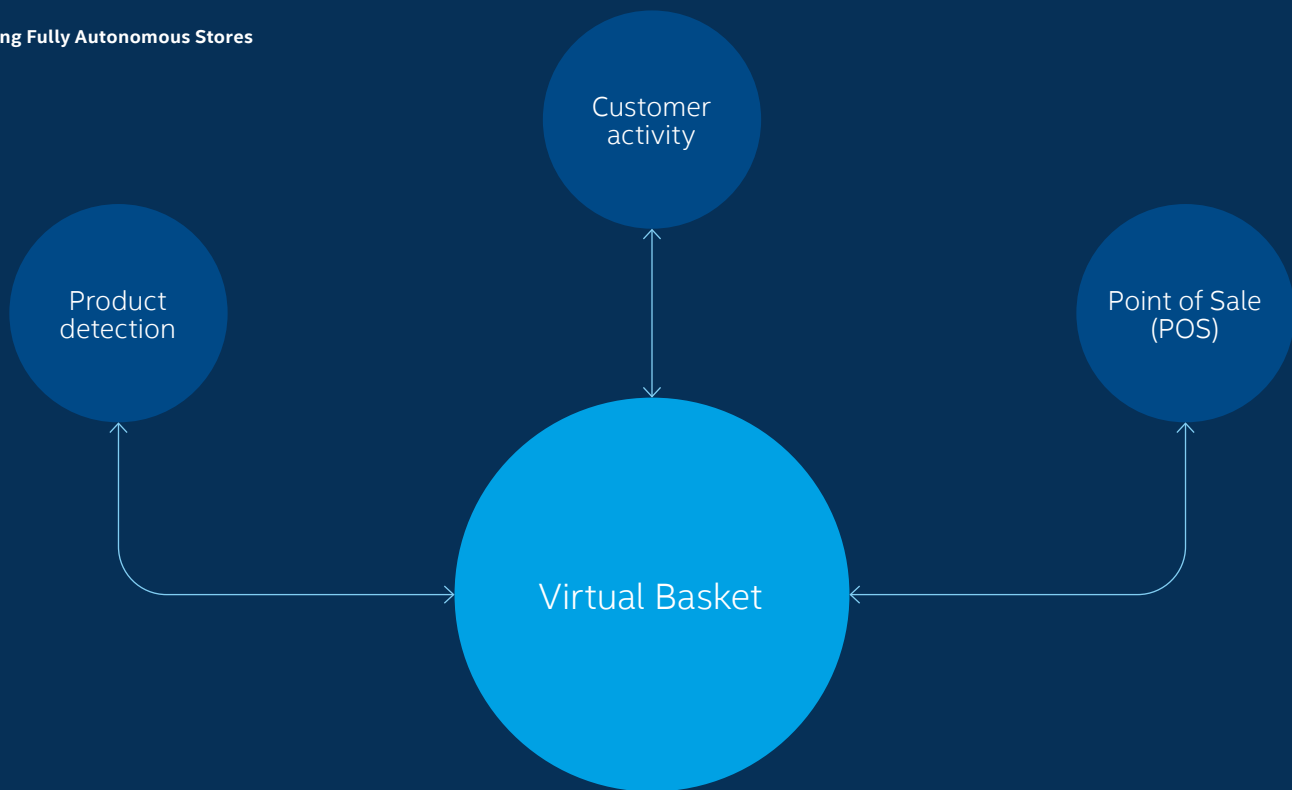 ng Fully Autonomous Stores
Customer
activity
Product
detection
Point of Sale
(POS)
Virtual Basket